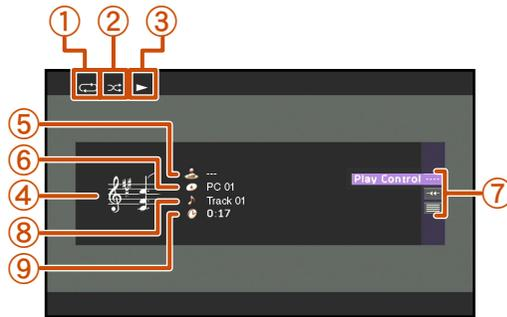 ① ② ③
⑤
⑥
④
⑧
⑨
⑦
---
PC 01
Track 01
0:17
Play Control ----